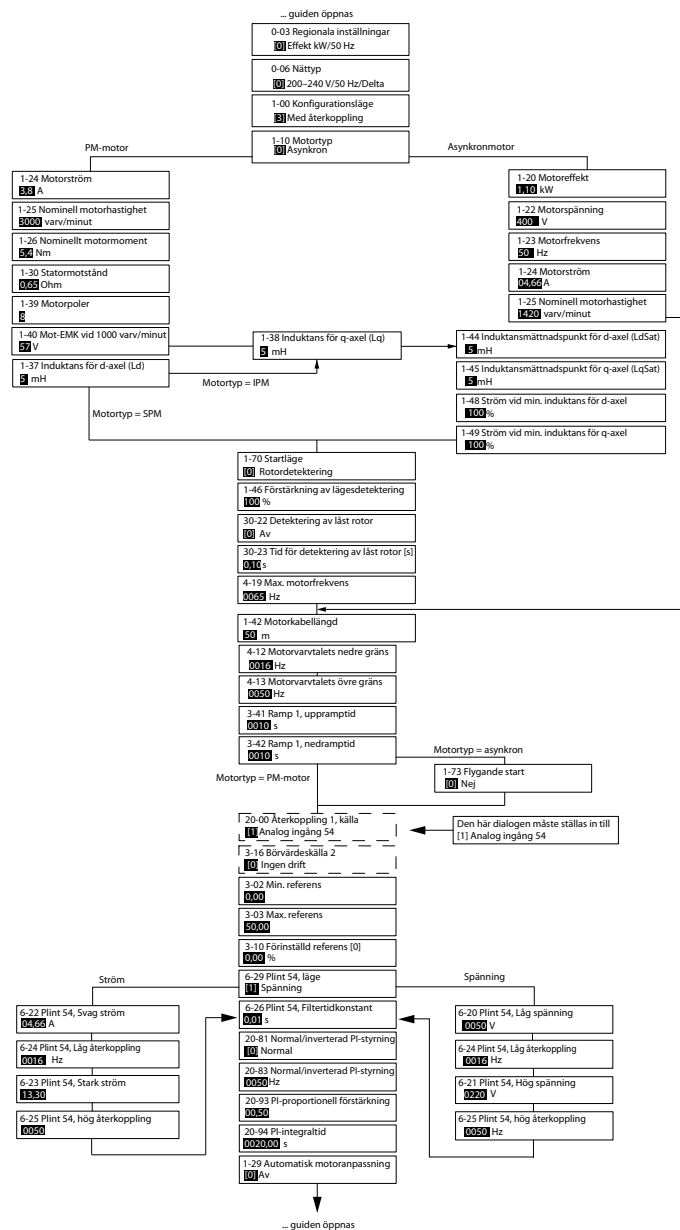 ... guiden öppnas
0-03 Regionala inställningar
[0] Effekt kW/50 Hz
0-06 Nättyp
[0] 200–240 V/50 Hz/Delta
1-00 Konfigurationsläge
[3] Med återkoppling
1-10 Motortyp
[0] Asynkron
PM-motor
Asynkronmotor
1-24 Motorström
3,8 A
1-25 Nominell motorhastighet
3000 varv/minut
1-26 Nominellt motormoment
5,4 Nm
1-30 Statormotstånd
0,65 Ohm
1-39 Motorpoler
8
1-40 Mot-EMK vid 1000 varv/minut
57 V
1-37 Induktans för d-axel (Ld)
5 mH
1-20 Motoreffekt
1,10 kW
1-22 Motorspänning
400 V
1-23 Motorfrekvens
50 Hz
1-24 Motorström
04,66 A
1-25 Nominell motorhastighet
1420 varv/minut
1-38 Induktans för q-axel (Lq)
5 mH
Motortyp = IPM
Motortyp = SPM
1-44 Induktansmättnadspunkt för d-axel (LdSat)
5 mH
1-45 Induktansmättnadspunkt för q-axel (LqSat)
5 mH
1-48 Ström vid min. induktans för d-axel
100 %
1-49 Ström vid min. induktans för q-axel
100 %
1-70 Startläge
[0] Rotordetektering
1-46 Förstärkning av lägesdetektering
100 %
30-22 Detektering av låst rotor
[0] Av
30-23 Tid för detektering av låst rotor [s]
0,10 s
4-19 Max. motorfrekvens
0065 Hz
1-42 Motorkabellängd
50 m
4-12 Motorvarvtalets nedre gräns
0016 Hz
4-13 Motorvarvtalets övre gräns
0050 Hz
3-41 Ramp 1, uppramptid
0010 s
3-42 Ramp 1, nedramptid
0010 s
Motortyp = asynkron
Motortyp = PM-motor
1-73 Flygande start
[0] Nej
20-00 Återkoppling 1, källa
[1] Analog ingång 54
Den här dialogen måste ställas in till
[1] Analog ingång 54
3-16 Börvärdeskälla 2
[0] Ingen drift
3-02 Min. referens
0,00
3-03 Max. referens
50,00
3-10 Förinställd referens [0]
0,00 %
6-29 Plint 54, läge
[1] Spänning
Ström
Spänning
6-22 Plint 54, Svag ström
04,66 A
6-24 Plint 54, Låg återkoppling
0016 Hz
6-23 Plint 54, Stark ström
13,30
6-25 Plint 54, hög återkoppling
0050
6-26 Plint 54, Filtertidkonstant
0,01 s
20-81 Normal/inverterad PI-styrning
[0] Normal
20-83 Normal/inverterad PI-styrning
0050 Hz
20-93 PI-proportionell förstärkning
00,50
20-94 PI-integraltid
0020,00 s
1-29 Automatisk motoranpassning
[0] Av
6-20 Plint 54, Låg spänning
0050 V
6-24 Plint 54, Låg återkoppling
0016 Hz
6-21 Plint 54, Hög spänning
0220 V
6-25 Plint 54, hög återkoppling
0050 Hz
... guiden öppnas